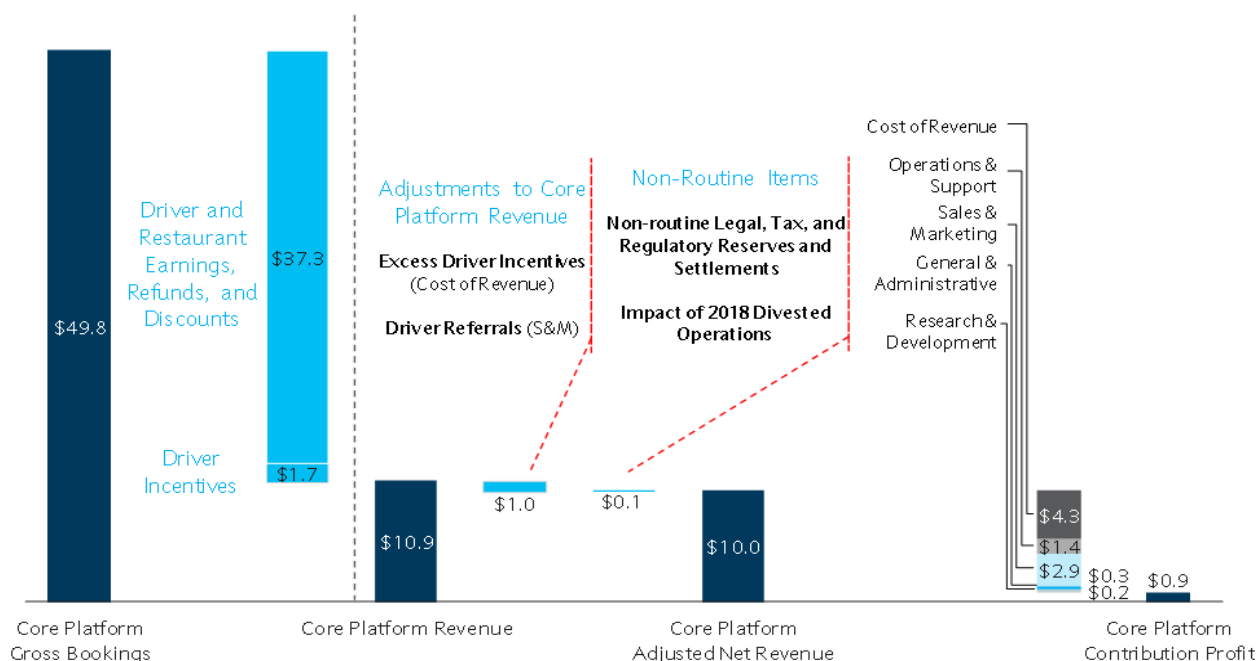 $49.8
Driver and
Restaurant
Earnings,
Refunds, and
Discounts
$37.3
Driver
Incentives
$1.7
Adjustments to Core
Platform Revenue
Excess Driver Incentives
(Cost of Revenue)
Driver Referrals (S&M)
Non-Routine Items
Non-routine Legal, Tax, and
Regulatory Reserves and
Settlements
Impact of 2018 Divested
Operations
Cost of Revenue
Operations &
Support
Sales &
Marketing
General &
Administrative
Research &
Development
$10.9
$1.0
$0.1
$10.0
$4.3
$1.4
$2.9
$0.3
$0.2
$0.9
Core Platform
Gross Bookings
Core Platform Revenue
Core Platform
Adjusted Net Revenue
Core Platform
Contribution Profit